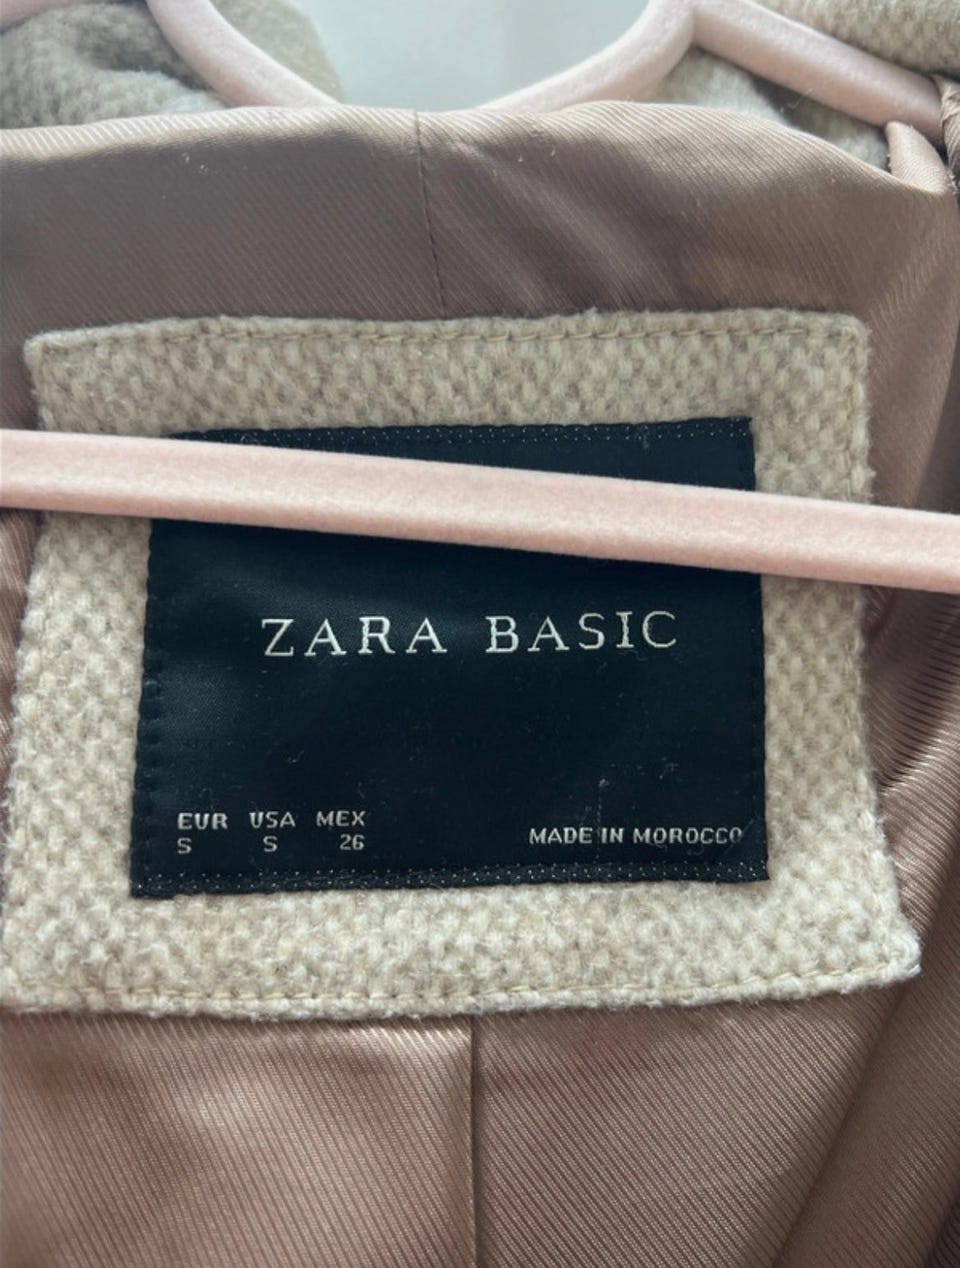 ZARA BASIC
EUR USA MEX
S S 26
MADE IN MOROCCO